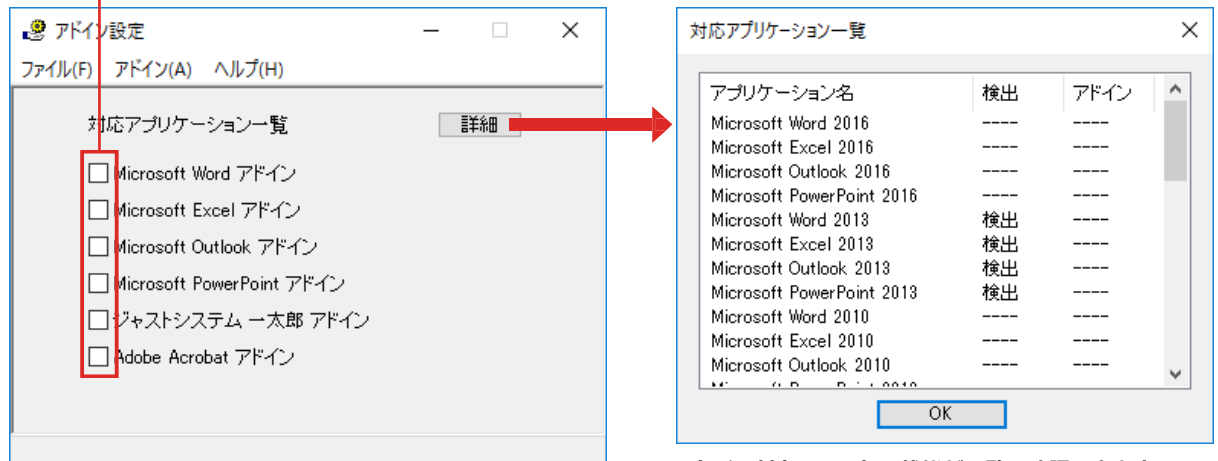 アドイン設定
ファイル(F) アドイン(A) ヘルプ(H)
対応アプリケーション一覧 詳細
Microsoft Word アドイン
Microsoft Excel アドイン
Microsoft Outlook アドイン
Microsoft PowerPoint アドイン
ジャストシステム 一太郎 アドイン
Adobe Acrobat アドイン
対応アプリケーション一覧
アプリケーション名 検出 アドイン
Microsoft Word 2016 ---- ----
Microsoft Excel 2016 ---- ----
Microsoft Outlook 2016 ---- ----
Microsoft PowerPoint 2016 ---- ----
Microsoft Word 2013 検出 ----
Microsoft Excel 2013 検出 ----
Microsoft Outlook 2013 検出 ----
Microsoft PowerPoint 2013 検出 ----
Microsoft Word 2010 ---- ----
Microsoft Excel 2010 ---- ----
Microsoft Outlook 2010 ---- ----
OK